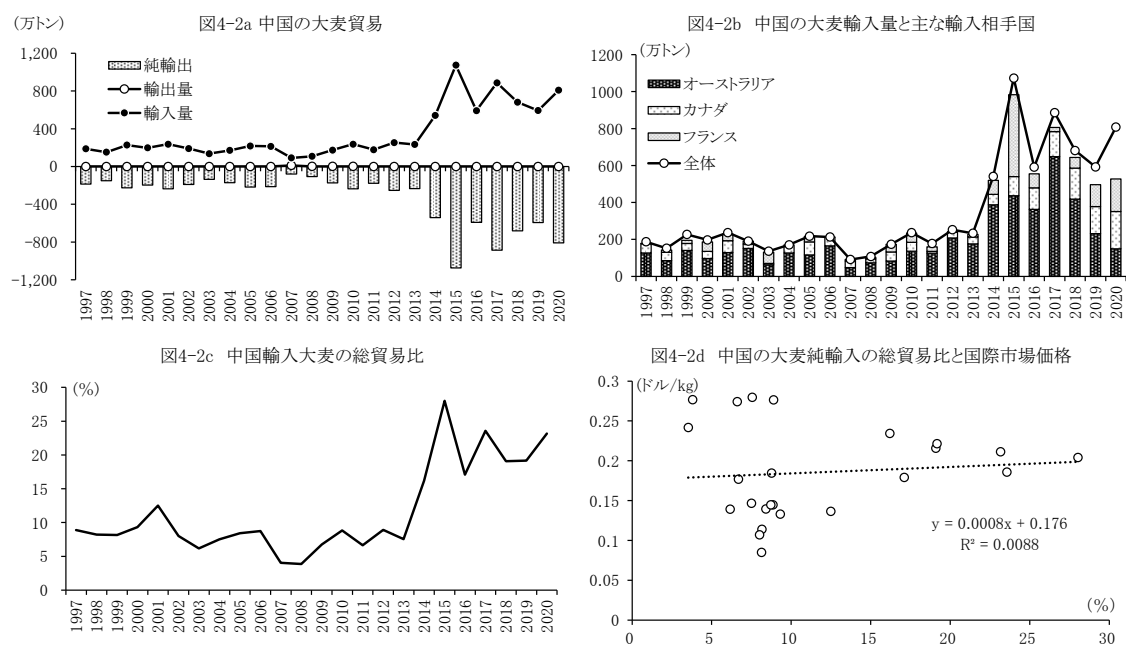 図4-2a 中国の大麦貿易
(万トン)
1,200
800
400
0
-400
-800
-1,200
純輸出
輸出量
輸入量
1997 1998 1999 2000 2001 2002 2003 2004 2005 2006 2007 2008 2009 2010 2011 2012 2013 2014 2015 2016 2017 2018 2019 2020
図4-2b 中国の大麦輸入量と主な輸入相手国
(万トン)
1200
1000
800
600
400
200
0
オーストラリア
カナダ
フランス
全体
1997 1998 1999 2000 2001 2002 2003 2004 2005 2006 2007 2008 2009 2010 2011 2012 2013 2014 2015 2016 2017 2018 2019 2020
図4-2c 中国輸入大麦の総貿易比
(%)
30
25
20
15
10
5
0
1997 1998 1999 2000 2001 2002 2003 2004 2005 2006 2007 2008 2009 2010 2011 2012 2013 2014 2015 2016 2017 2018 2019 2020
図4-2d 中国の大麦純輸入の総貿易比と国際市場価格
(ドル/kg)
0.3
0.25
0.2
0.15
0.1
0.05
0
y = 0.0008x + 0.176
R² = 0.0088
(%)
0 5 10 15 20 25 30